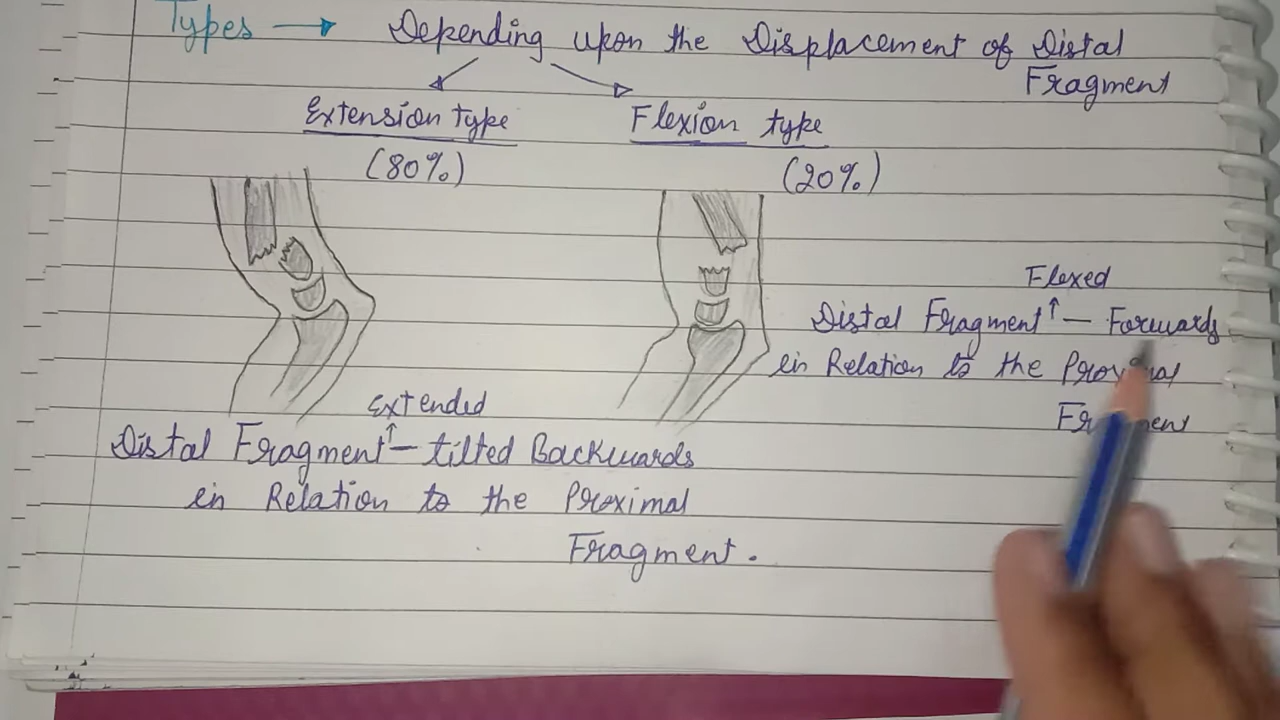 Types → Depending upon the Displacement of Distal
Fragment
Extension type
(80%)
Flexion type
(20%)
Flexed
Distal Fragment ↑ — Forwards
in Relation to the
Extended
Distal Fragment ↑ — tilted Backwards
in Relation to the Proximal
Fragment.